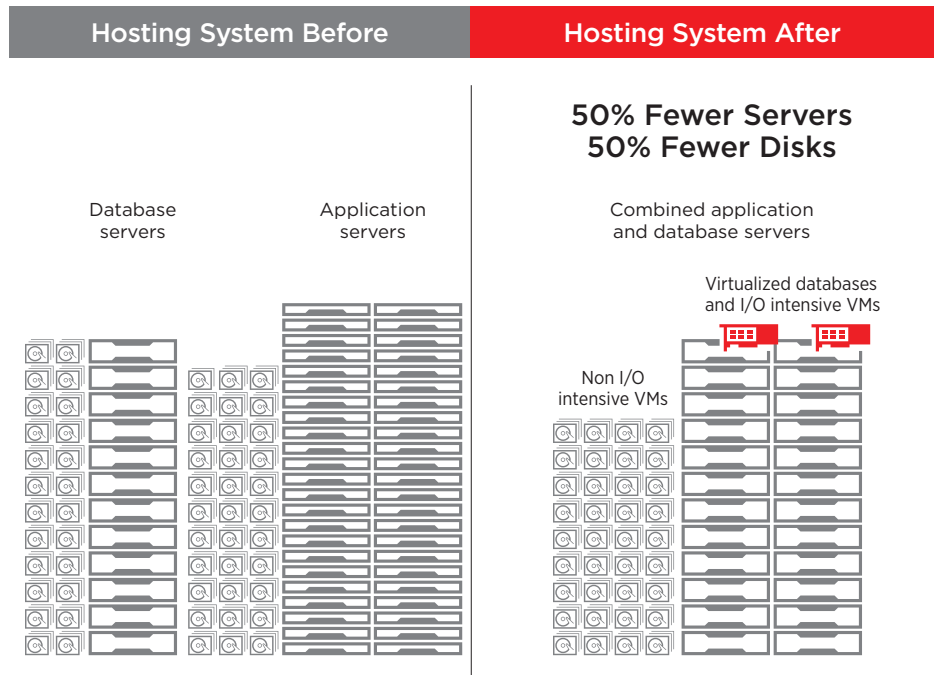 Hosting System Before
Hosting System After
50% Fewer Servers
50% Fewer Disks
Database
servers
Application
servers
Combined application
and database servers
Virtualized databases
and I/O intensive VMs
Non I/O
intensive VMs